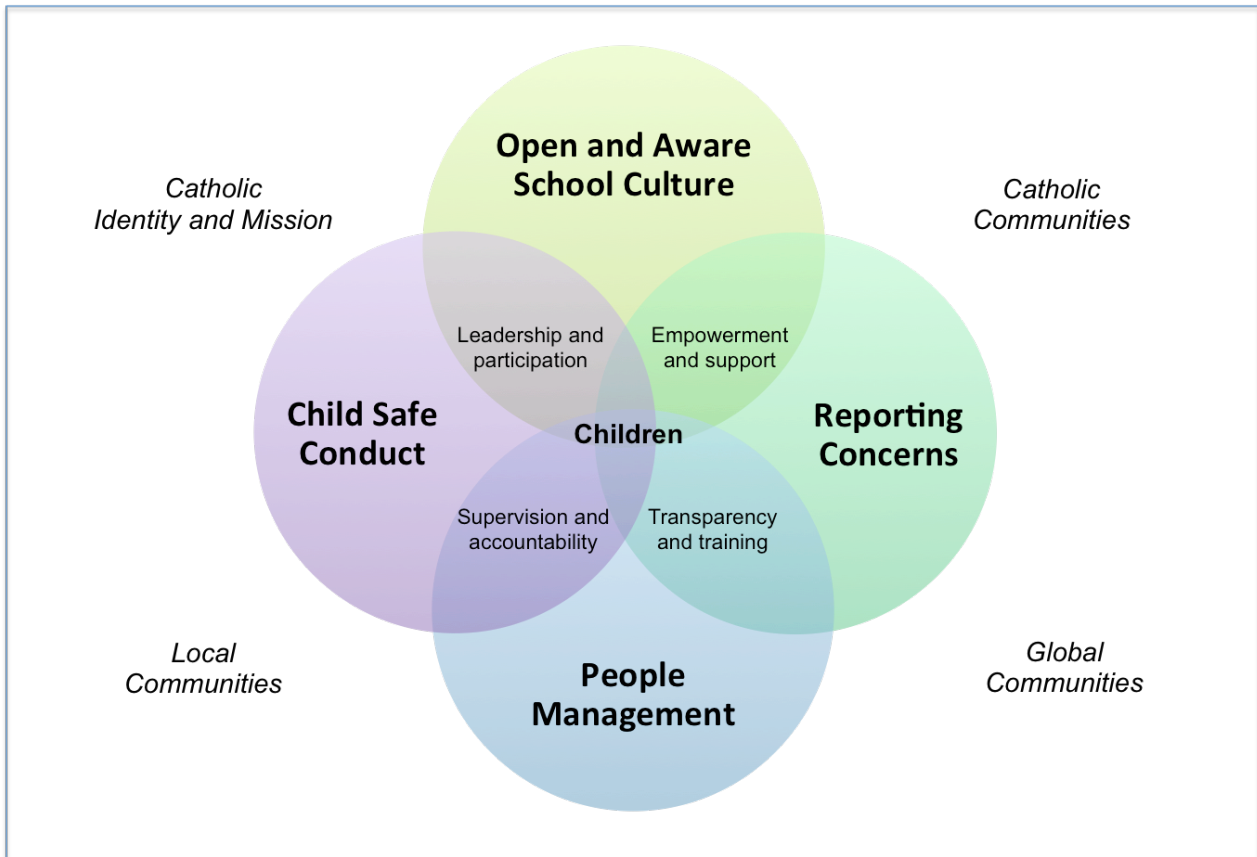 Open and Aware
School Culture
Catholic
Identity and Mission
Catholic
Communities
Leadership and
participation
Empowerment
and support
Child Safe
Conduct
Children
Reporting
Concerns
Supervision and
accountability
Transparency
and training
Local
Communities
People
Management
Global
Communities